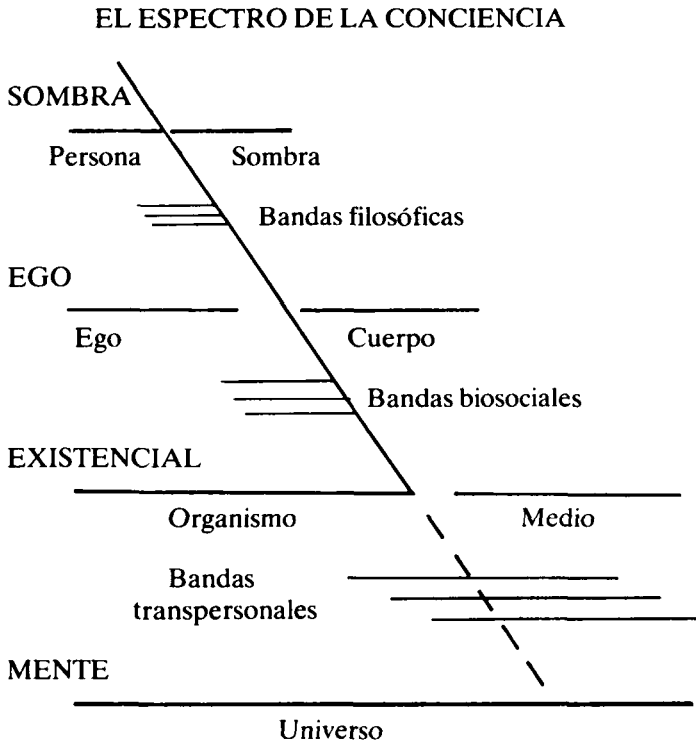 EL ESPECTRO DE LA CONCIENCIA
SOMBRA
Persona
Sombra
Bandas filosóficas
EGO
Ego
Cuerpo
Bandas biosociales
EXISTENCIAL
Organismo
Medio
Bandas
transpersonales
MENTE
Universo